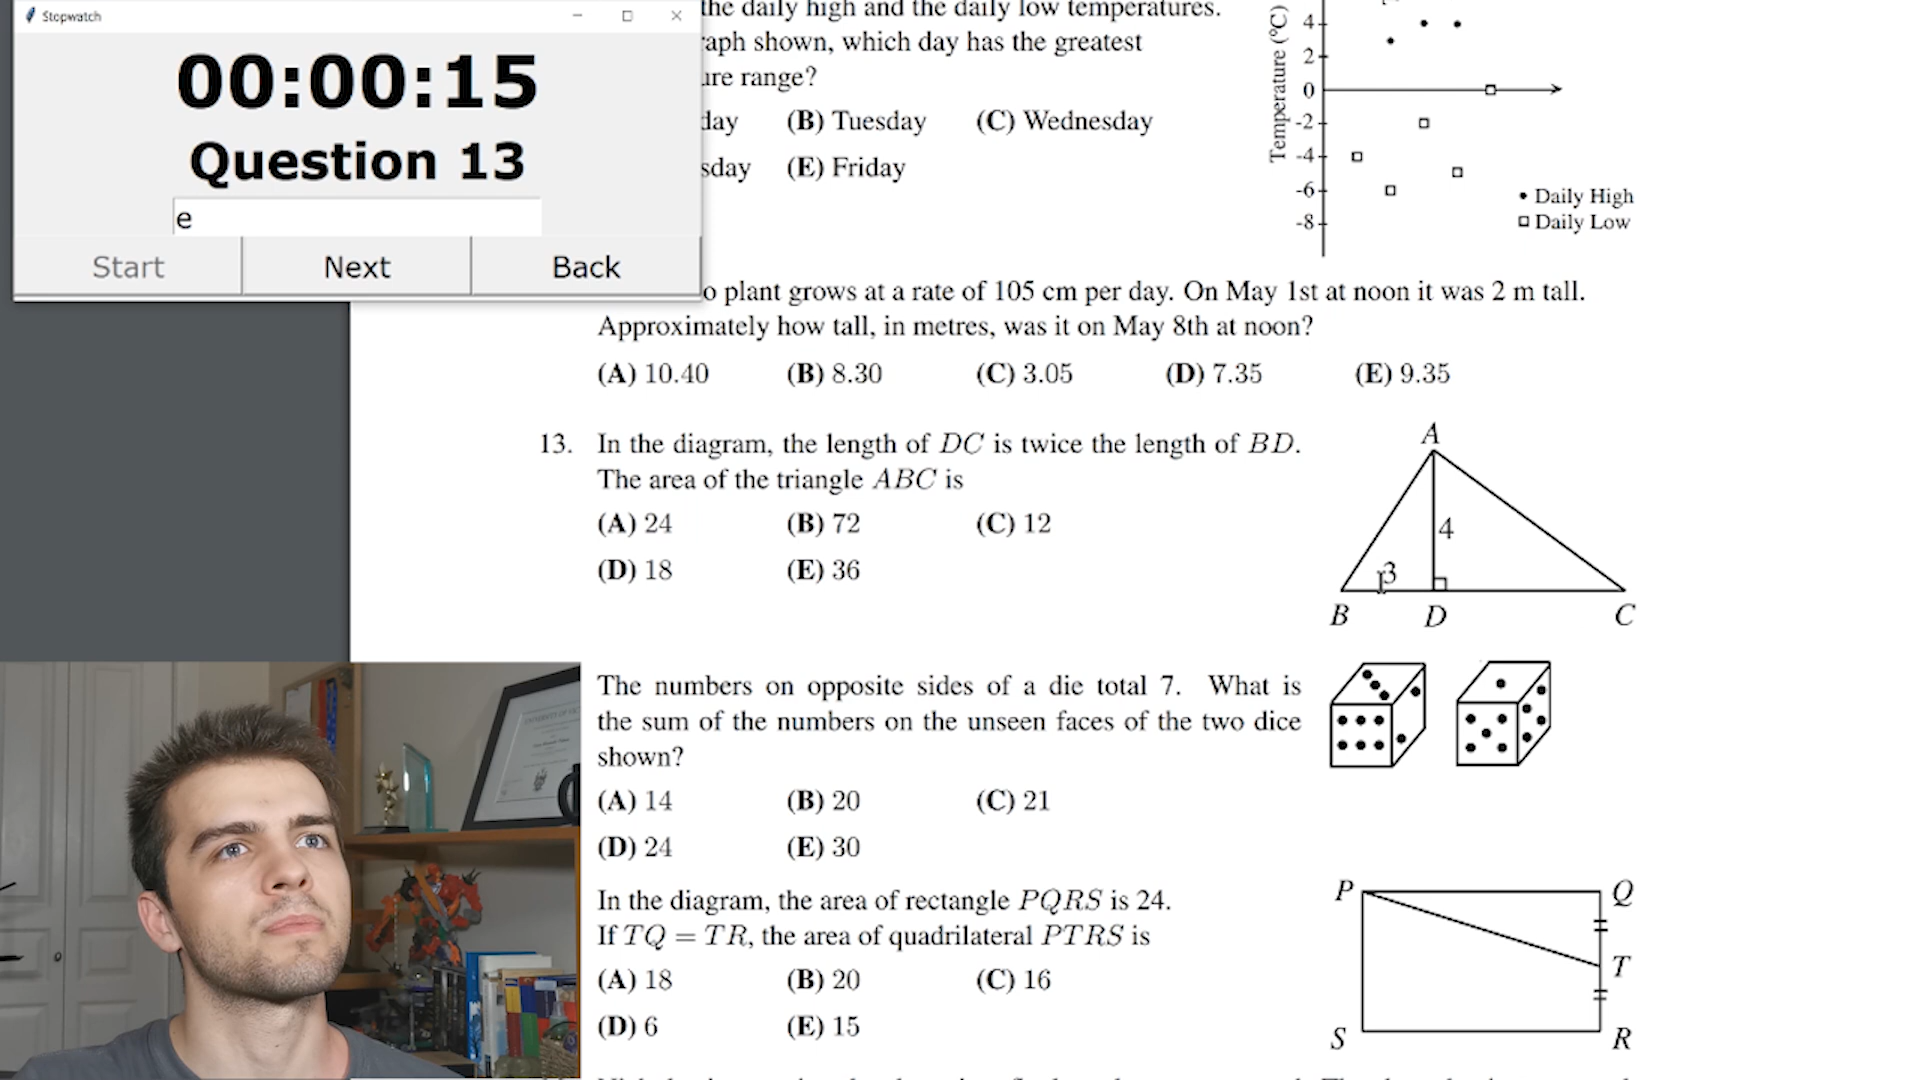 Stopwatch
00:00:15
Question 13
e
Start Next Back
the daily high and the daily low temperatures.
raph shown, which day has the greatest
ure range?
day (B) Tuesday (C) Wednesday
sday (E) Friday
Temperature (°C)
4
2
0
-2
-4
-6
-8
Daily High
Daily Low
o plant grows at a rate of 105 cm per day. On May 1st at noon it was 2 m tall.
Approximately how tall, in metres, was it on May 8th at noon?
(A) 10.40 (B) 8.30 (C) 3.05 (D) 7.35 (E) 9.35
13. In the diagram, the length of DC is twice the length of BD.
The area of the triangle ABC is
(A) 24 (B) 72 (C) 12
(D) 18 (E) 36
A
4
3
B D C
The numbers on opposite sides of a die total 7. What is
the sum of the numbers on the unseen faces of the two dice
shown?
(A) 14 (B) 20 (C) 21
(D) 24 (E) 30
In the diagram, the area of rectangle PQRS is 24.
If TQ = TR, the area of quadrilateral PTRS is
(A) 18 (B) 20 (C) 16
(D) 6 (E) 15
P Q
T
S R